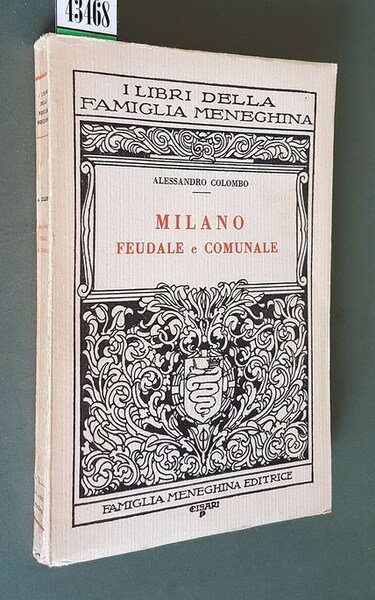 43468
I LIBRI DELLA
FAMIGLIA MENEGHINA
ALESSANDRO COLOMBO
MILANO
FEUDALE e COMUNALE
FAMIGLIA MENEGHINA EDITRICE
CISARI